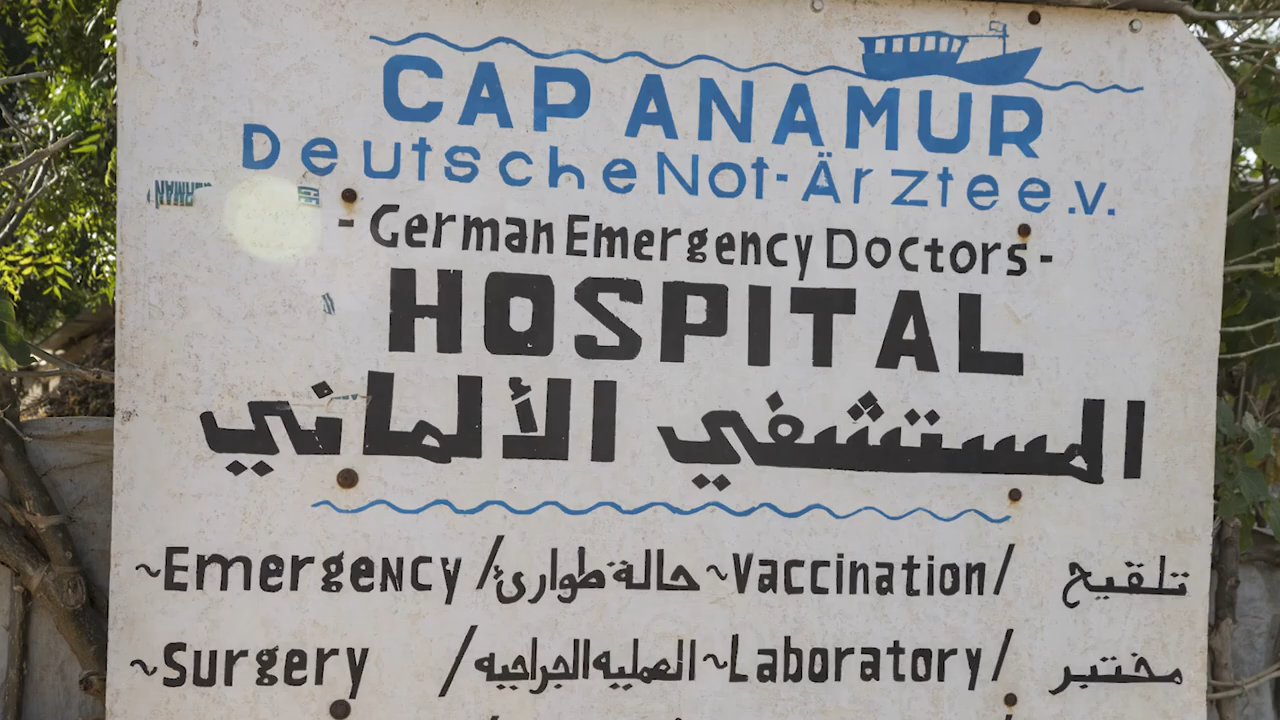 CAP ANAMUR
Deutsche Not-Ärzte e.v.
- German Emergency Doctors -
HOSPITAL
المستشفي الألماني
~Emergency / حالة طوارئ ~Vaccination / تلقيح
~Surgery / العمليه الجراحيه ~Laboratory / مختبر